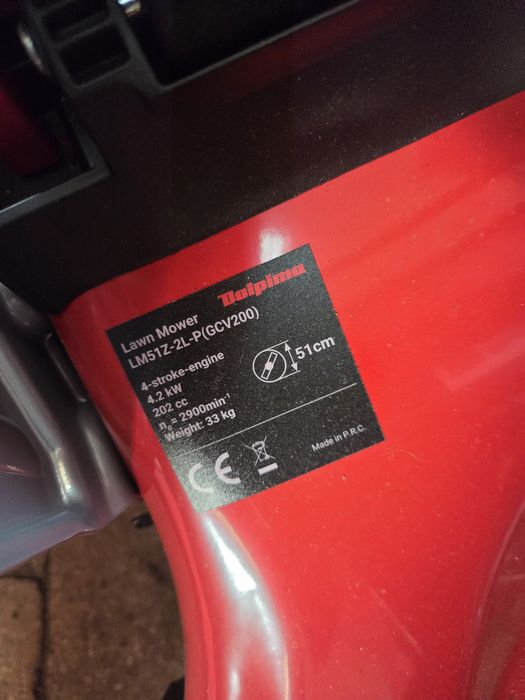 Dolpima
Lawn Mower
LM51Z-2L-P(GCV200)
4-stroke-engine
4.2 kW
202 cc
n₀ = 2900min⁻¹
Weight: 33 kg
51cm
CE
Made in P.R.C.